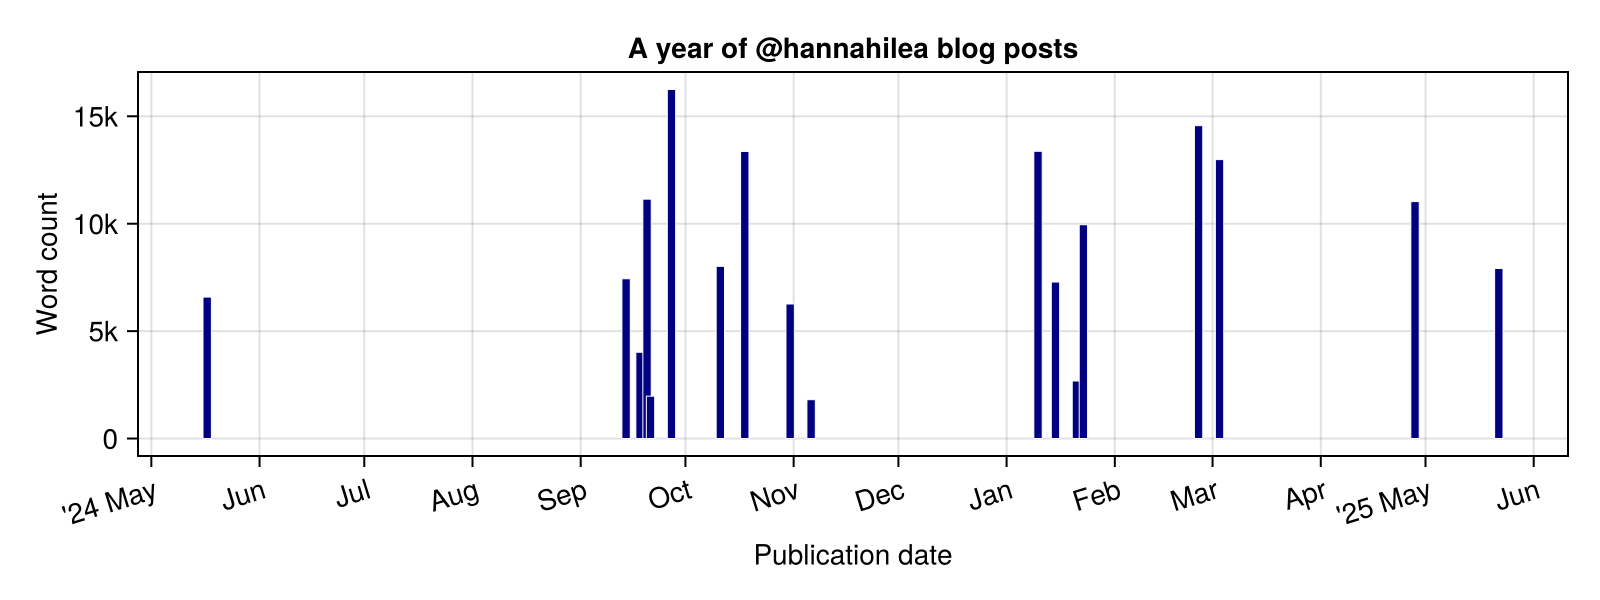 A year of @hannahilea blog posts
15k
10k
5k
0
Word count
'24 May Jun Jul Aug Sep Oct Nov Dec Jan Feb Mar Apr '25 May Jun
Publication date